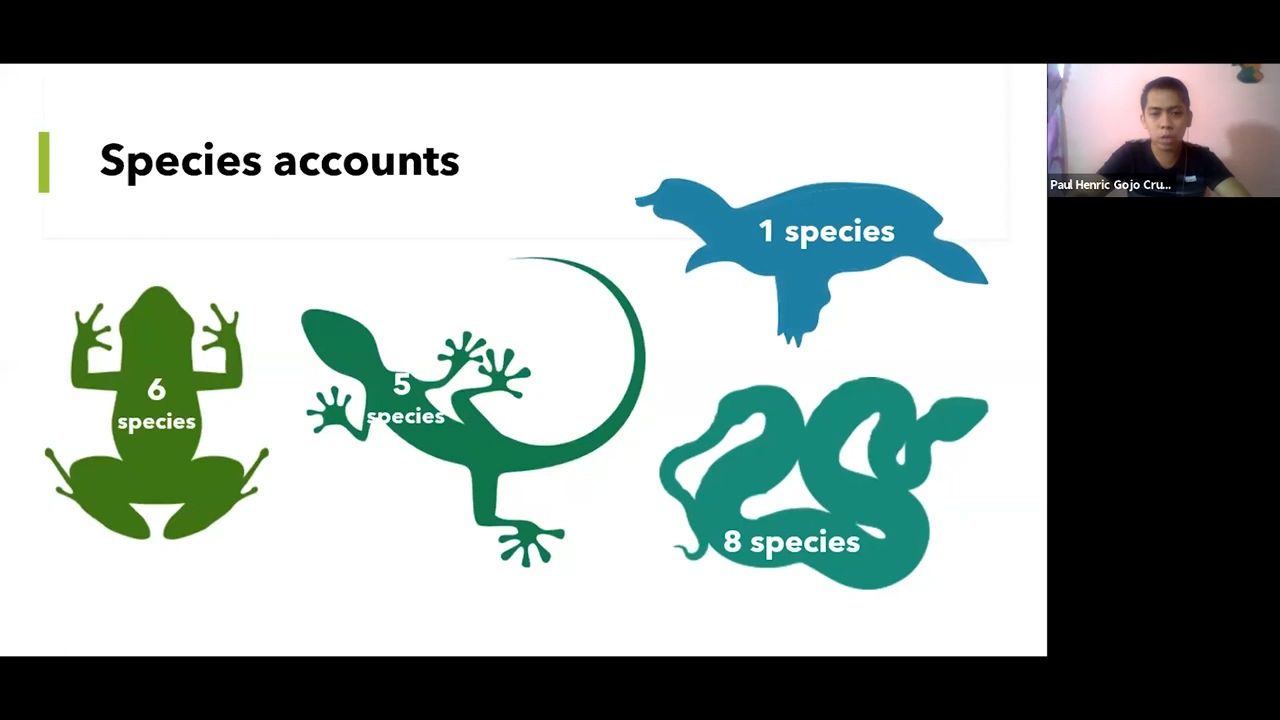 Species accounts
1 species
6
species
5
species
8 species
Paul Henric Gojo Cru...